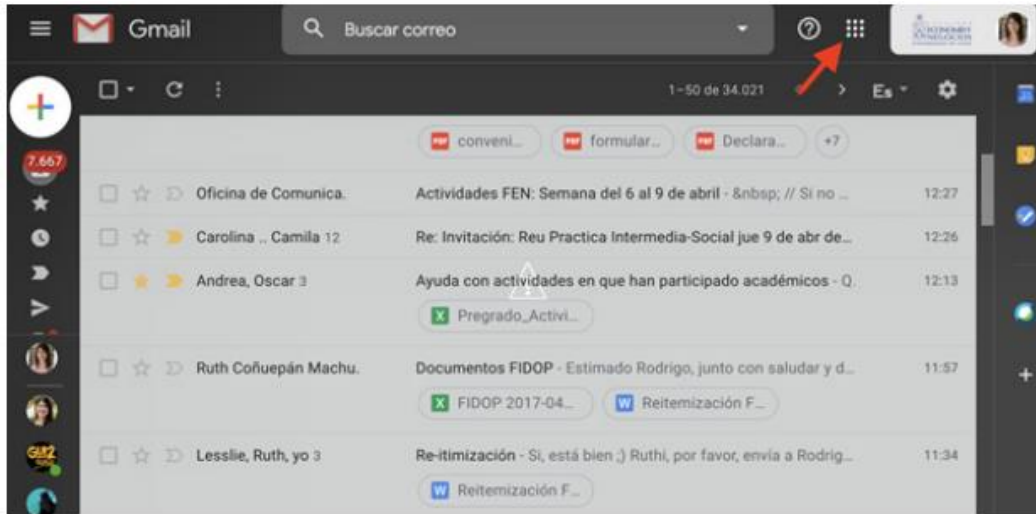 Gmail
Buscar correo
ECONOMÍA
NEGOCIOS
1-50 de 34.021
Es
conveni...
formular...
Declara...
+7
7.667
Oficina de Comunica.
Actividades FEN: Semana del 6 al 9 de abril - &nbsp; // Si no ...
12:27
Carolina .. Camila 12
Re: Invitación: Reu Practica Intermedia-Social jue 9 de abr de...
12:26
Andrea, Oscar 3
Ayuda con actividades en que han participado académicos - Q.
12:13
X Pregrado_Activi...
Ruth Coñuepán Machu.
Documentos FIDOP - Estimado Rodrigo, junto con saludar y d...
11:57
X FIDOP 2017-04...
W Reitemización F...
Lesslie, Ruth, yo 3
Re-itimización - Si, está bien ;) Ruthi, por favor, envía a Rodrig...
11:34
W Reitemización F...